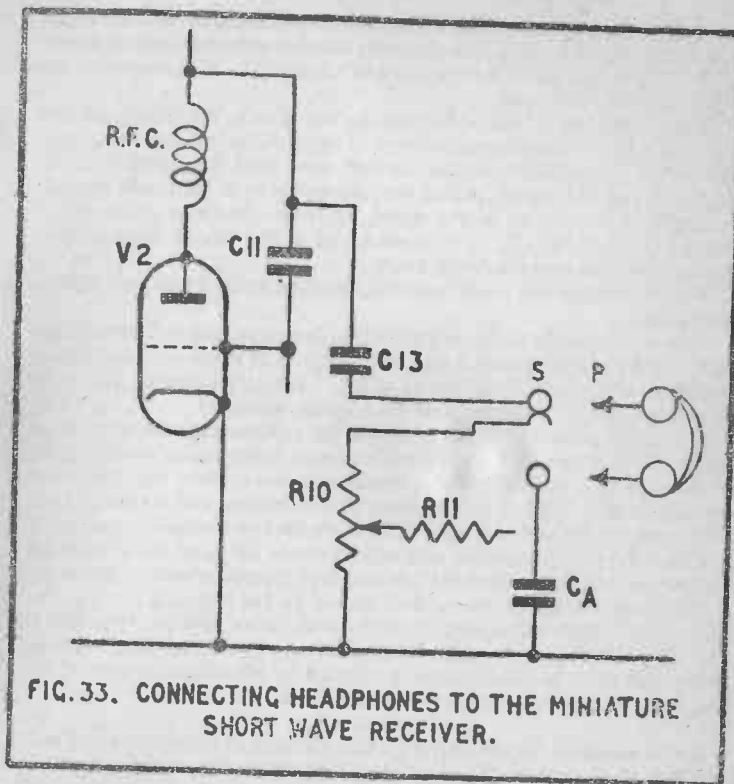 R.F.C.
V2
C11
C13
S P
R10
R11
CA
FIG. 33. CONNECTING HEADPHONES TO THE MINIATURE
SHORT WAVE RECEIVER.